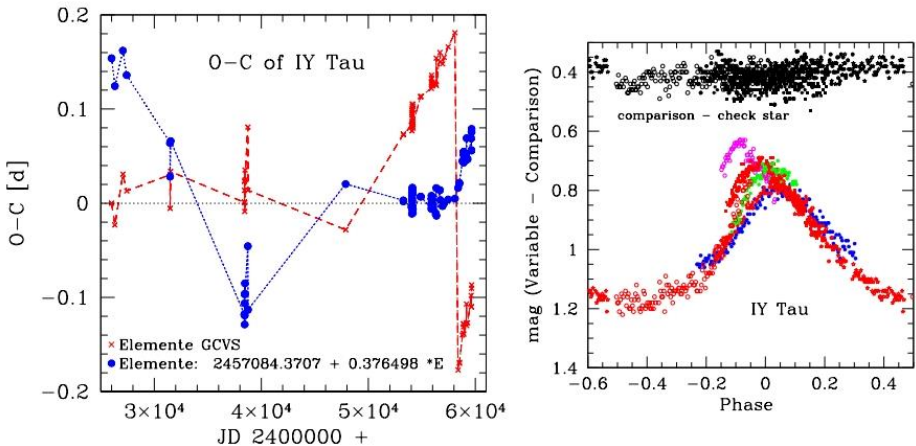 O-C of IY Tau
0.2
0.1
0
-0.1
-0.2
O-C [d]
Elemente GCVS
Elemente: 2457084.3707 + 0.376498 *E
3×10⁴
4×10⁴
5×10⁴
6×10⁴
JD 2400000 +
0.4
0.6
0.8
1
1.2
1.4
mag (Variable - Comparison)
comparison - check star
IY Tau
-0.6
-0.4
-0.2
0
0.2
0.4
Phase